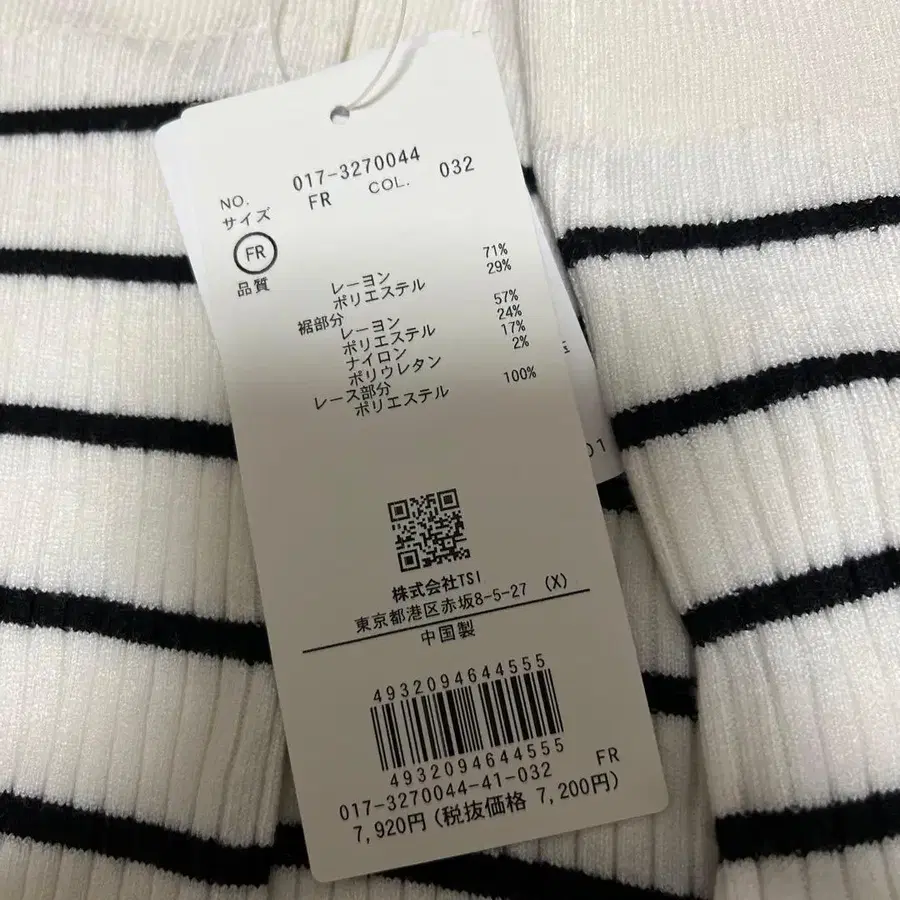 NO. 017-3270044
サイズ FR COL. 032
FR
品質
レーヨン 71%
ポリエステル 29%
裾部分
レーヨン 57%
ポリエステル 24%
ナイロン 17%
ポリウレタン 2%
レース部分
ポリエステル 100%
株式会社TSI
東京都港区赤坂8-5-27 (X)
中国製
4932094644555
4932094644555
FR
017-3270044-41-032
7,920円(税抜価格 7,200円)
01